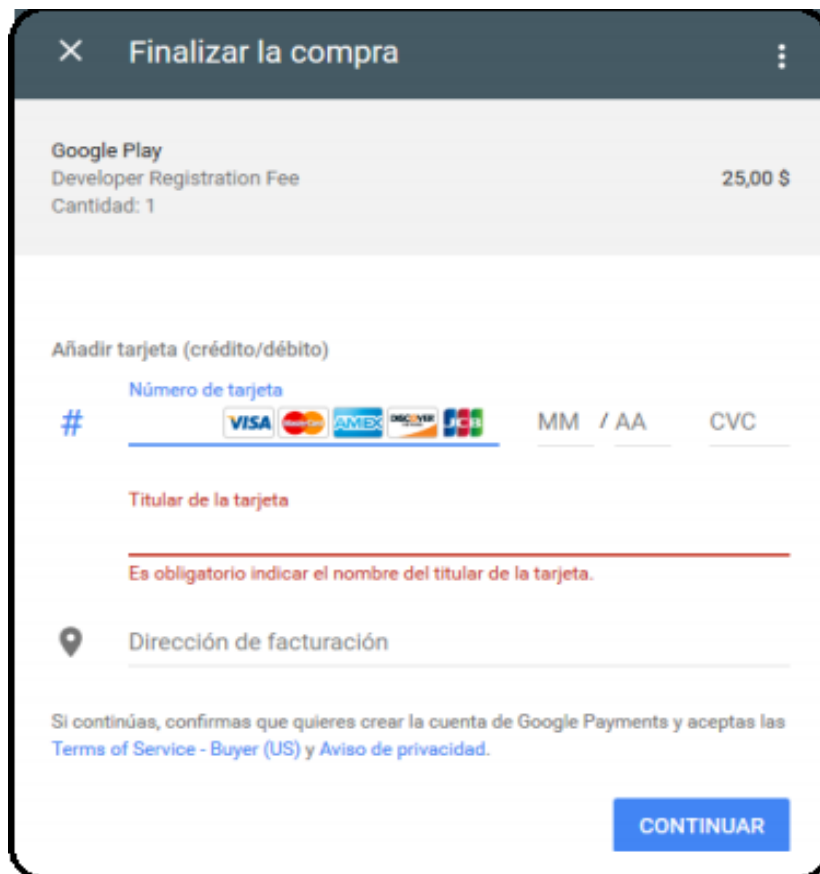 Finalizar la compra
Google Play
Developer Registration Fee 25,00 $
Cantidad: 1
Añadir tarjeta (crédito/débito)
Número de tarjeta
# VISA MasterCard AMEX DISCOVER JCB MM / AA CVC
Titular de la tarjeta
Es obligatorio indicar el nombre del titular de la tarjeta.
Dirección de facturación
Si continúas, confirmas que quieres crear la cuenta de Google Payments y aceptas las
Terms of Service - Buyer (US) y Aviso de privacidad.
CONTINUAR